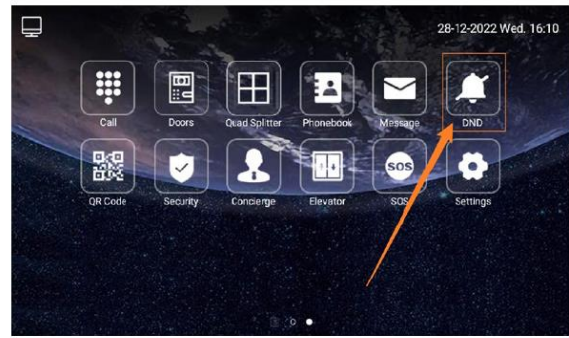 28-12-2022 Wed. 16:10
Call Doors Quad Splitter Phonebook Message DND
SOS
QR Code Security Concierge Elevator SOS Settings